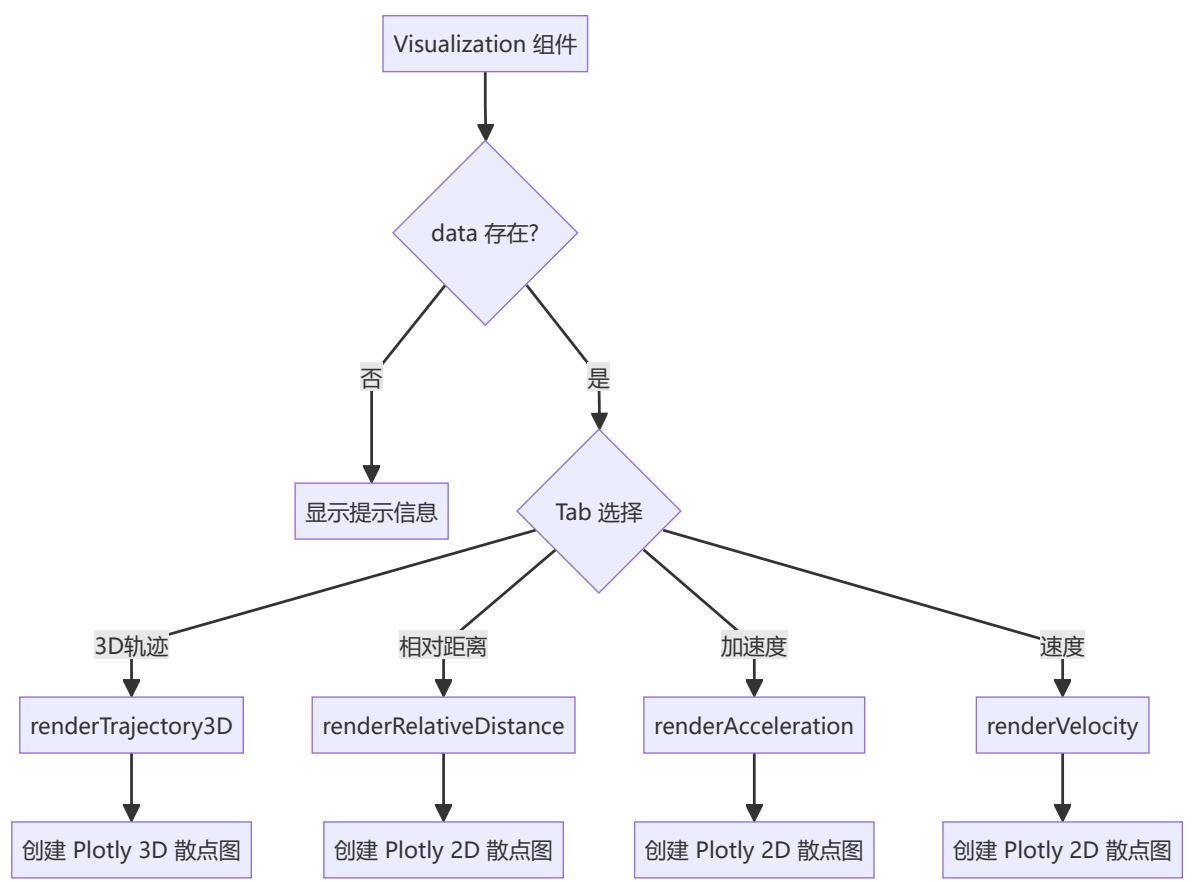 Visualization 组件
data 存在?
否
是
显示提示信息
Tab 选择
3D轨迹
相对距离
加速度
速度
renderTrajectory3D
renderRelativeDistance
renderAcceleration
renderVelocity
创建 Plotly 3D 散点图
创建 Plotly 2D 散点图
创建 Plotly 2D 散点图
创建 Plotly 2D 散点图